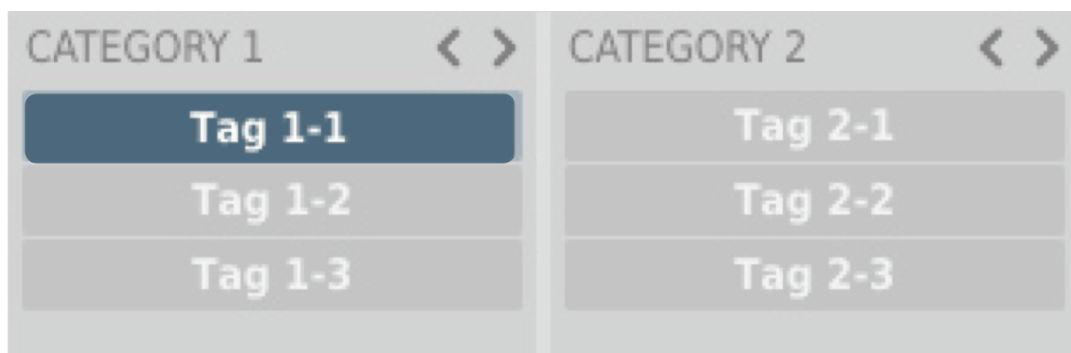 CATEGORY 1
Tag 1-1
Tag 1-2
Tag 1-3
CATEGORY 2
Tag 2-1
Tag 2-2
Tag 2-3